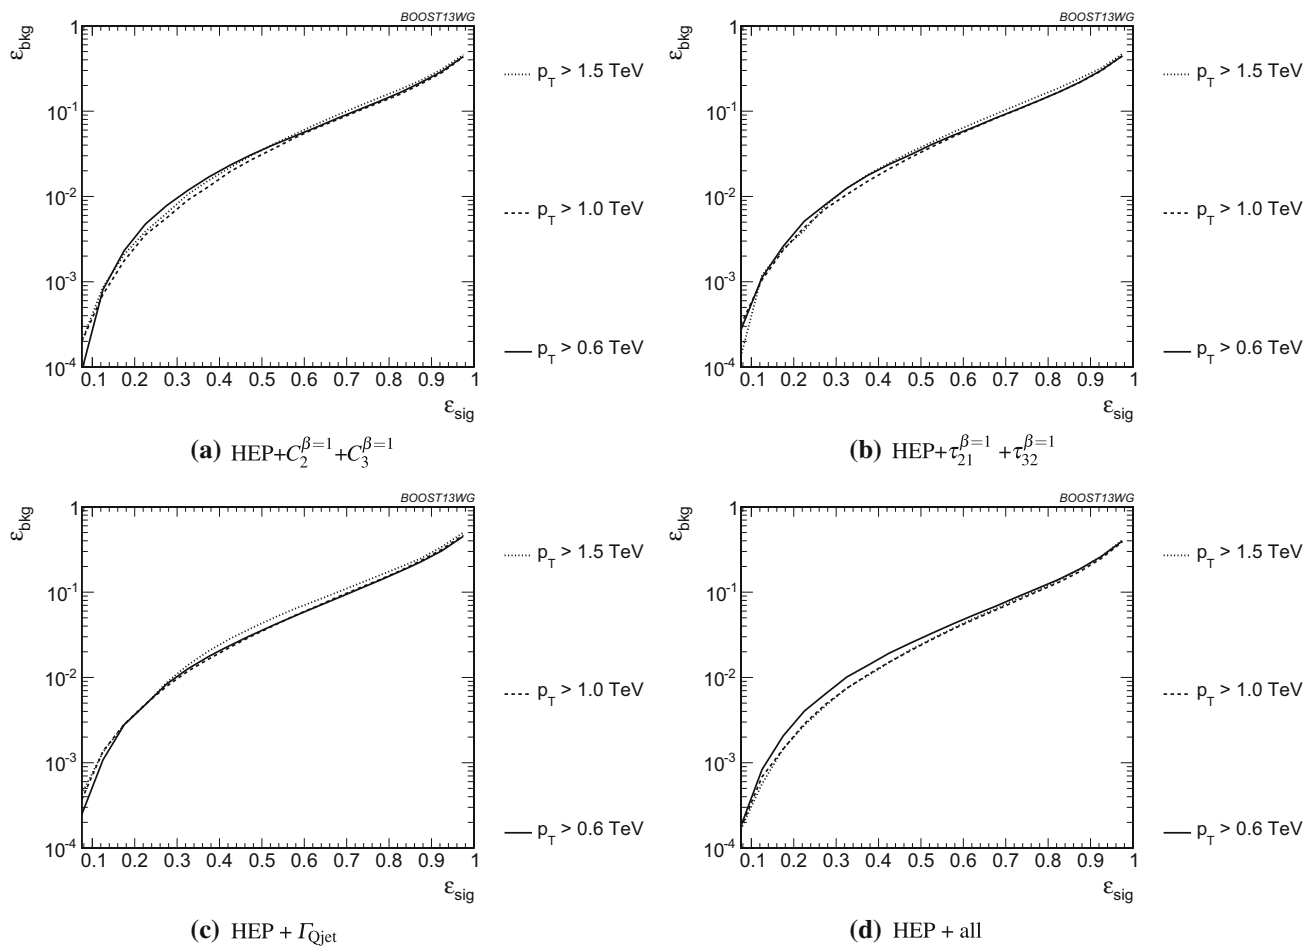 BOOST13WG
ε_bkg
1
10^-1
10^-2
10^-3
10^-4
0.1 0.2 0.3 0.4 0.5 0.6 0.7 0.8 0.9 1
ε_sig
p_T > 1.5 TeV
p_T > 1.0 TeV
p_T > 0.6 TeV
(a) HEP+C_2^{β=1}+C_3^{β=1}
BOOST13WG
ε_bkg
1
10^-1
10^-2
10^-3
10^-4
0.1 0.2 0.3 0.4 0.5 0.6 0.7 0.8 0.9 1
ε_sig
p_T > 1.5 TeV
p_T > 1.0 TeV
p_T > 0.6 TeV
(b) HEP+τ_{21}^{β=1} +τ_{32}^{β=1}
BOOST13WG
ε_bkg
1
10^-1
10^-2
10^-3
10^-4
0.1 0.2 0.3 0.4 0.5 0.6 0.7 0.8 0.9 1
ε_sig
p_T > 1.5 TeV
p_T > 1.0 TeV
p_T > 0.6 TeV
(c) HEP + Γ_Qjet
BOOST13WG
ε_bkg
1
10^-1
10^-2
10^-3
10^-4
0.1 0.2 0.3 0.4 0.5 0.6 0.7 0.8 0.9 1
ε_sig
p_T > 1.5 TeV
p_T > 1.0 TeV
p_T > 0.6 TeV
(d) HEP + all